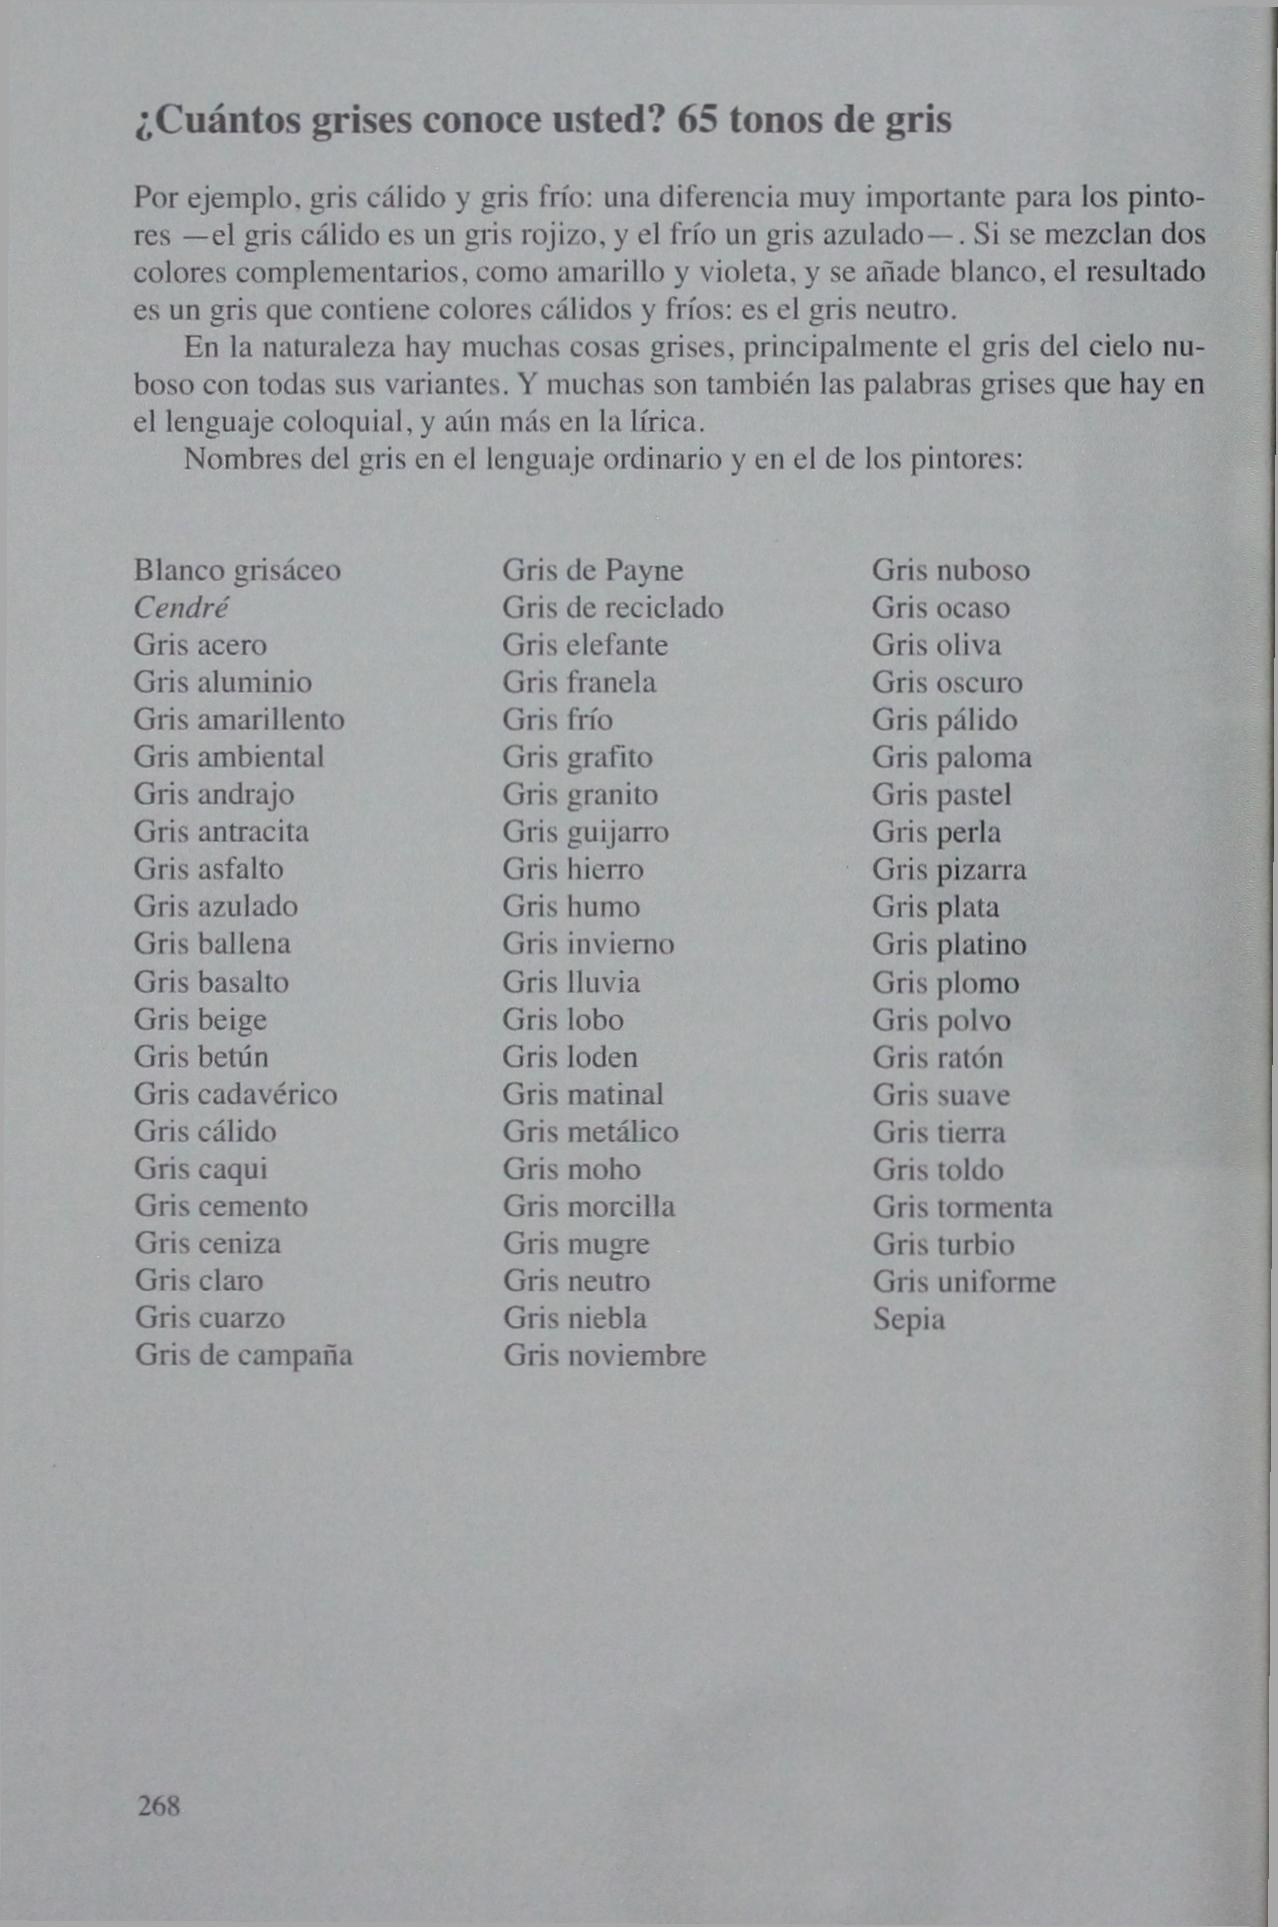 ¿Cuántos grises conoce usted? 65 tonos de gris
Por ejemplo, gris cálido y gris frío: una diferencia muy importante para los pinto-
res —el gris cálido es un gris rojizo, y el frío un gris azulado—. Si se mezclan dos
colores complementarios, como amarillo y violeta, y se añade blanco, el resultado
es un gris que contiene colores cálidos y fríos: es el gris neutro.
En la naturaleza hay muchas cosas grises, principalmente el gris del cielo nu-
boso con todas sus variantes. Y muchas son también las palabras grises que hay en
el lenguaje coloquial, y aún más en la lírica.
Nombres del gris en el lenguaje ordinario y en el de los pintores:
Blanco grisáceo
Cendré
Gris acero
Gris aluminio
Gris amarillento
Gris ambiental
Gris andrajo
Gris antracita
Gris asfalto
Gris azulado
Gris ballena
Gris basalto
Gris beige
Gris betún
Gris cadavérico
Gris cálido
Gris caqui
Gris cemento
Gris ceniza
Gris claro
Gris cuarzo
Gris de campaña
Gris de Payne
Gris de reciclado
Gris elefante
Gris franela
Gris frío
Gris grafito
Gris granito
Gris guijarro
Gris hierro
Gris humo
Gris invierno
Gris lluvia
Gris lobo
Gris loden
Gris matinal
Gris metálico
Gris moho
Gris morcilla
Gris mugre
Gris neutro
Gris niebla
Gris noviembre
Gris nuboso
Gris ocaso
Gris oliva
Gris oscuro
Gris pálido
Gris paloma
Gris pastel
Gris perla
Gris pizarra
Gris plata
Gris platino
Gris plomo
Gris polvo
Gris ratón
Gris suave
Gris tierra
Gris toldo
Gris tormenta
Gris turbio
Gris uniforme
Sepia
268